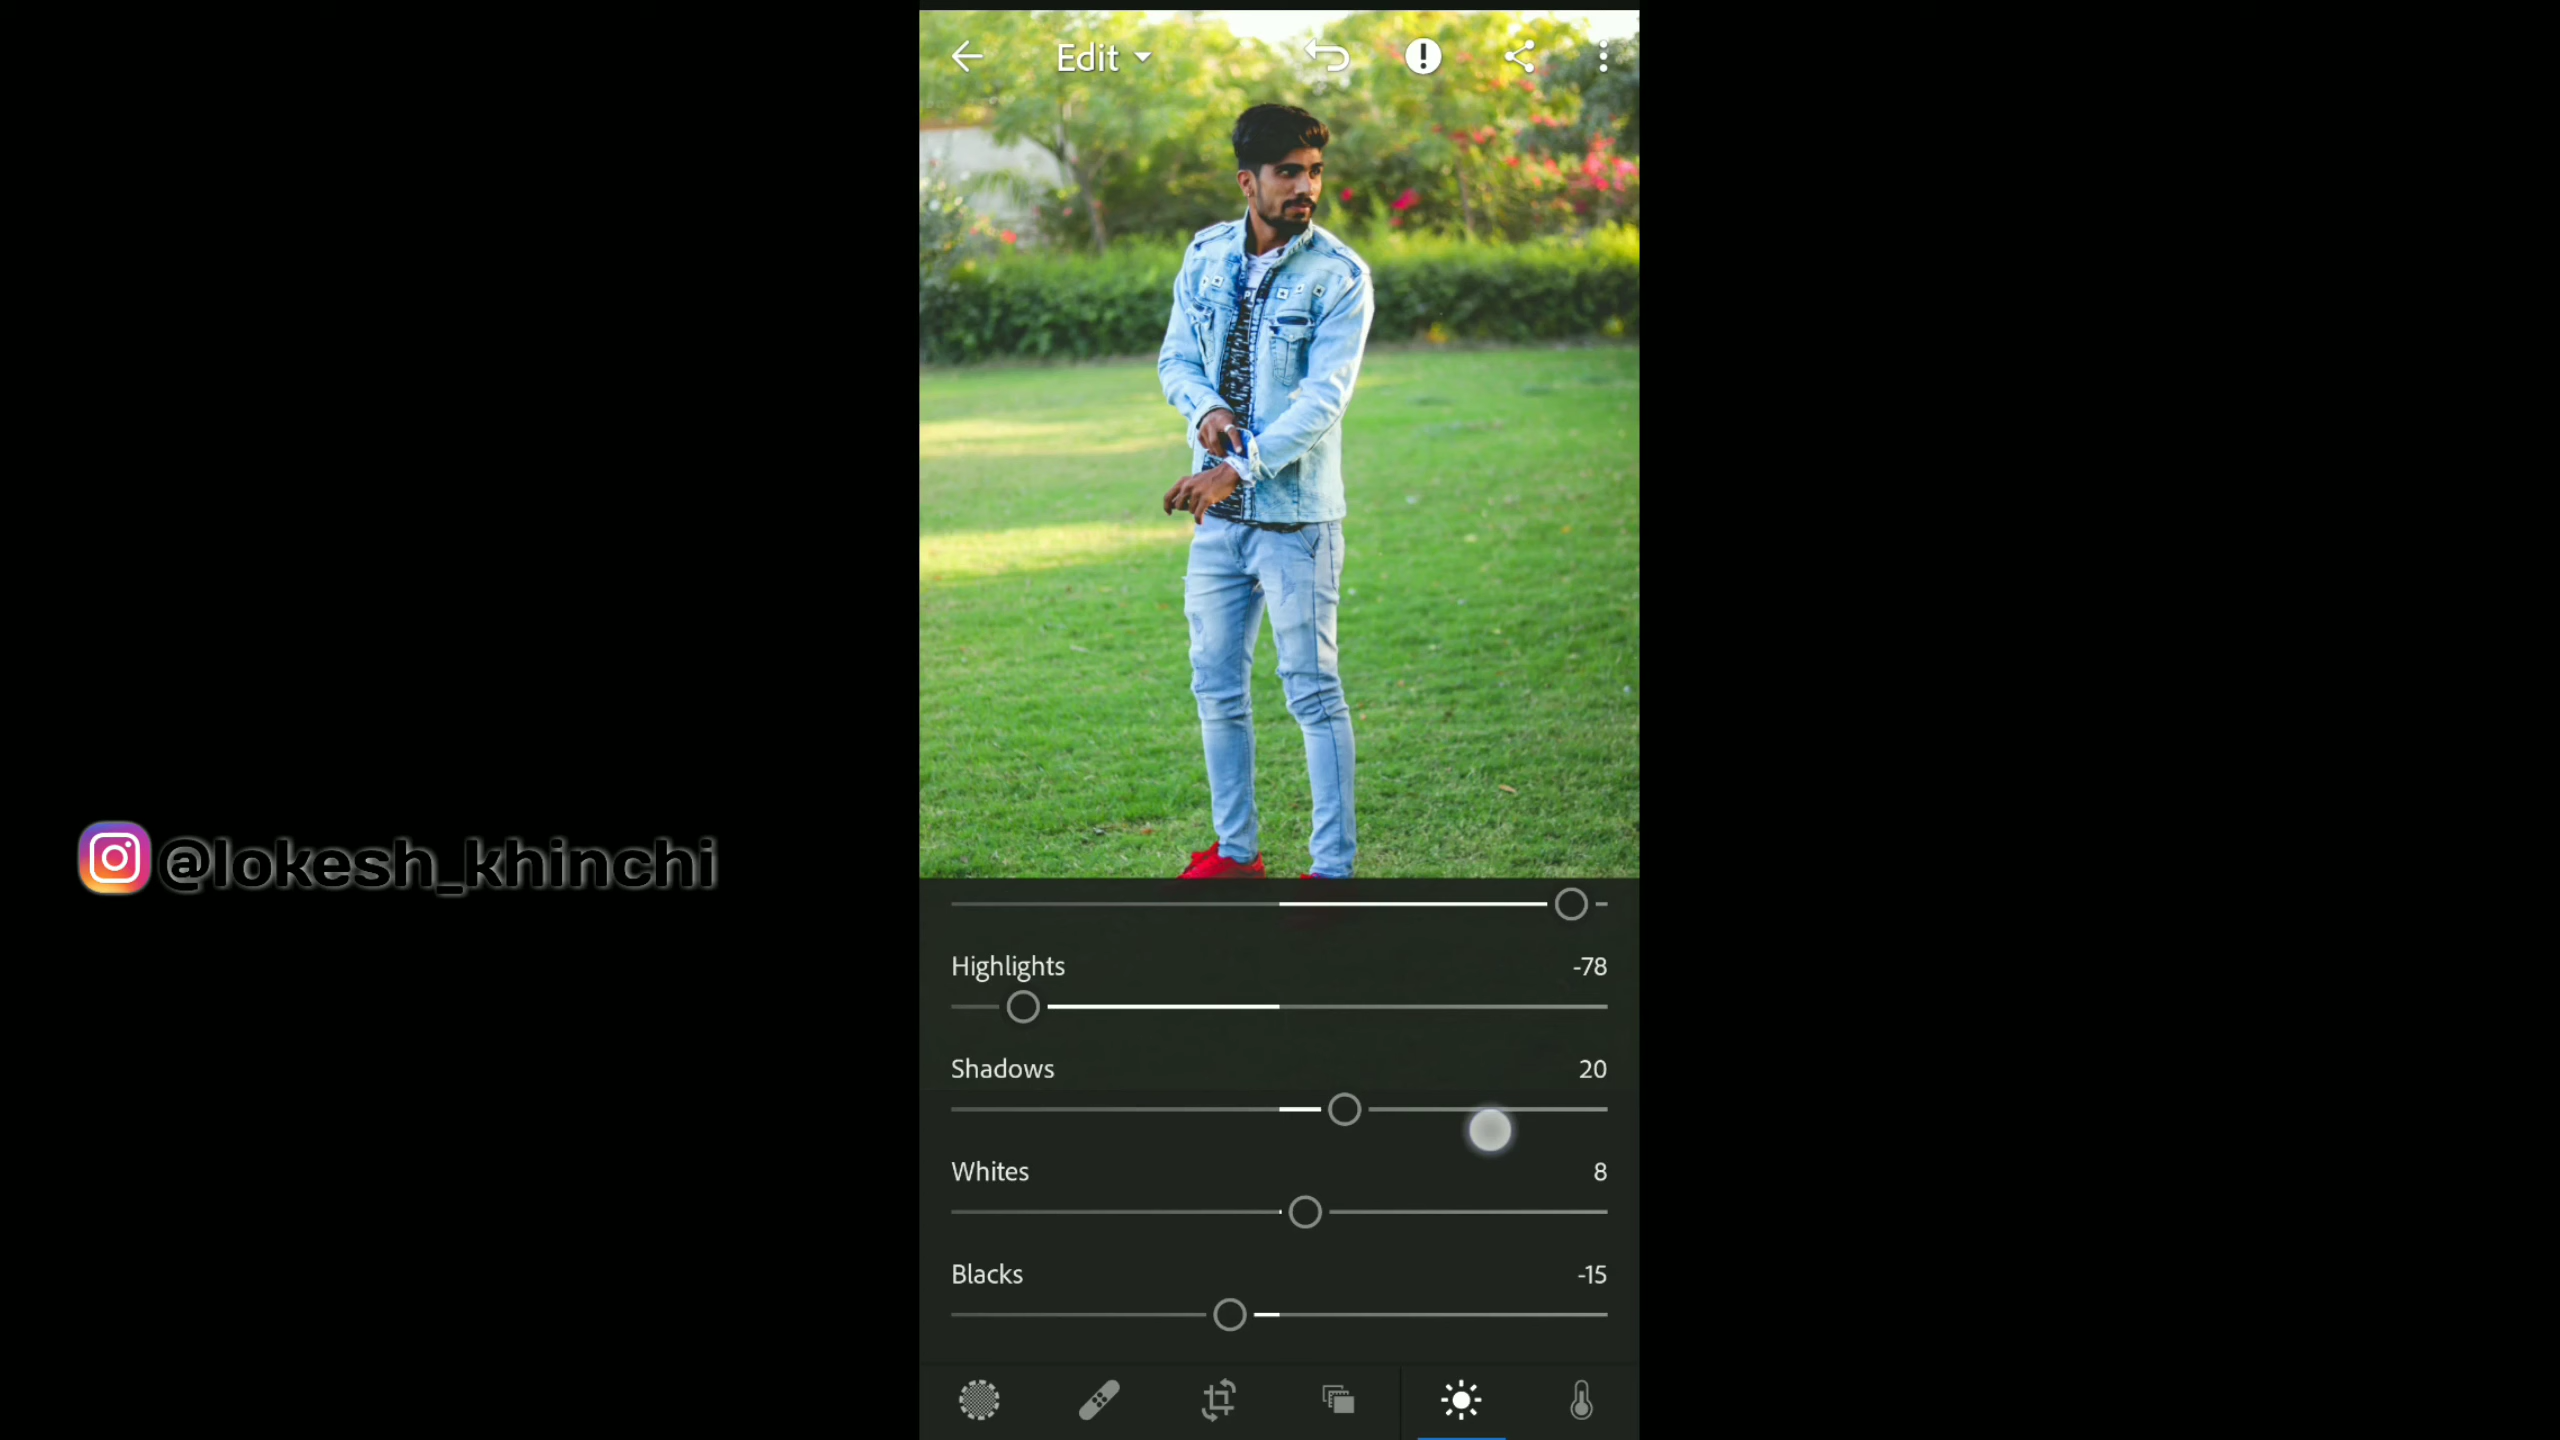 Edit
@lokesh_khinchi
Highlights -78
Shadows 20
Whites 8
Blacks -15